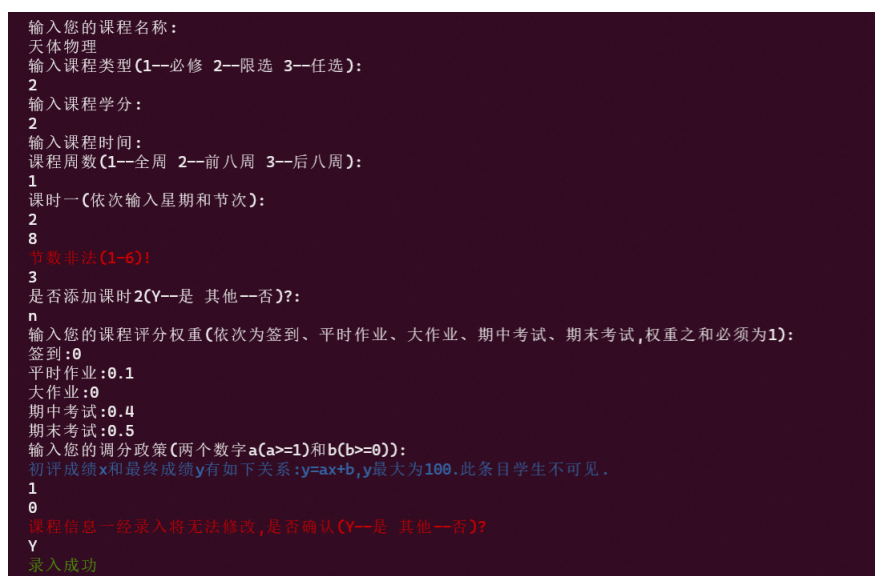 输入您的课程名称:
天体物理
输入课程类型(1--必修 2--限选 3--任选):
2
输入课程学分:
2
输入课程时间:
课程周数(1--全周 2--前八周 3--后八周):
1
课时一(依次输入星期和节次):
2
8
节数非法(1-6)!
3
是否添加课时2(Y--是 其他--否)?:
n
输入您的课程评分权重(依次为签到、平时作业、大作业、期中考试、期末考试,权重之和必须为1):
签到:0
平时作业:0.1
大作业:0
期中考试:0.4
期末考试:0.5
输入您的调分政策(两个数字a(a>=1)和b(b>=0)):
初评成绩x和最终成绩y有如下关系:y=ax+b,y最大为100.此条目学生不可见.
1
0
课程信息一经录入将无法修改,是否确认(Y--是 其他--否)?
Y
录入成功